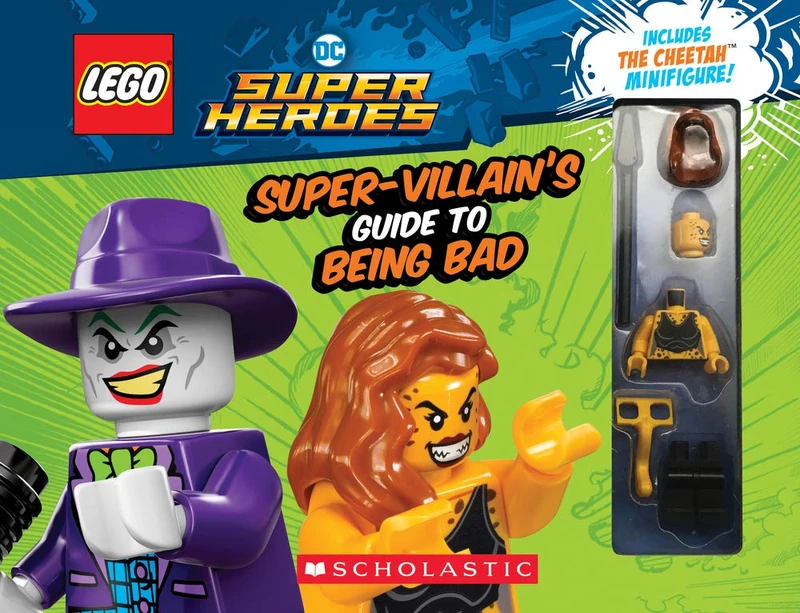 LEGO®
DC
SUPER
HEROES
INCLUDES
THE CHEETAH™
MINIFIGURE!
SUPER-VILLAIN'S
GUIDE TO
BEING BAD
SCHOLASTIC